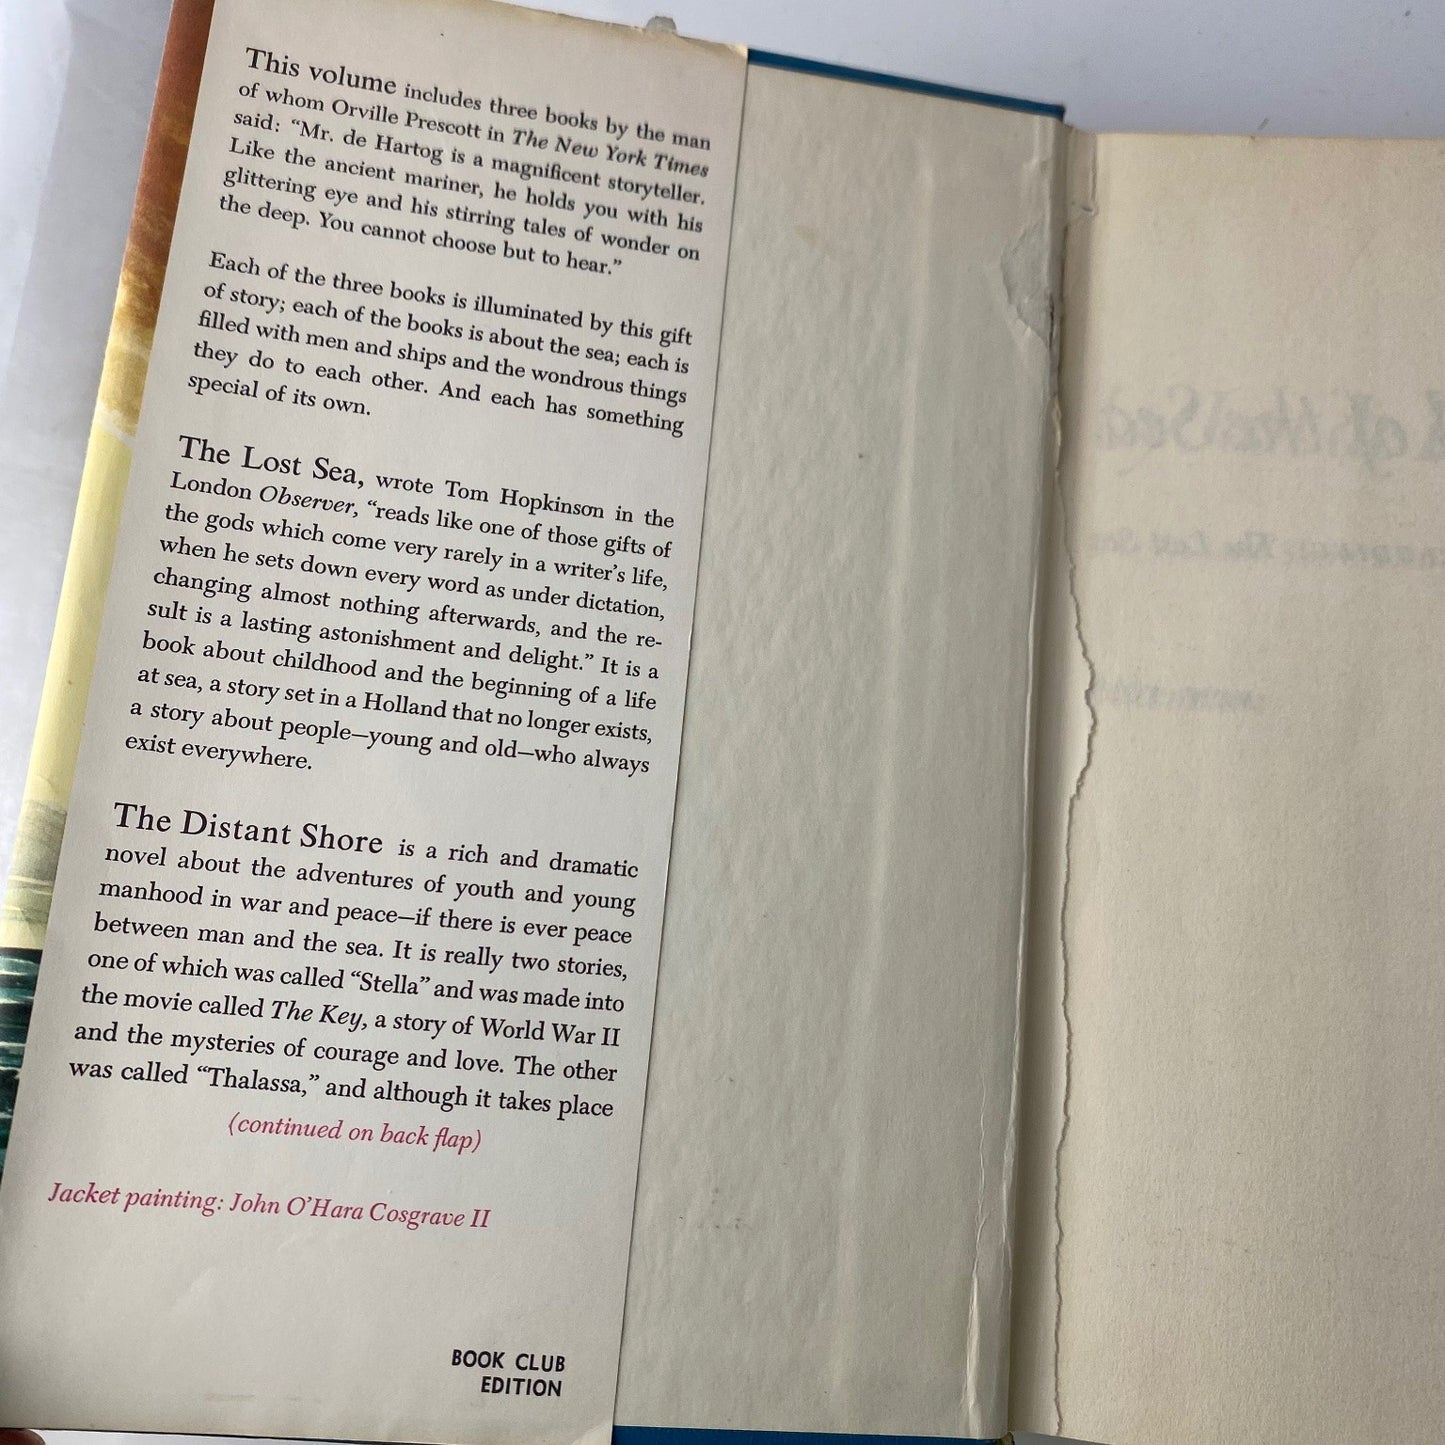 This volume includes three books by the man
of whom Orville Prescott in The New York Times
said: “Mr. de Hartog is a magnificent storyteller.
Like the ancient mariner, he holds you with his
glittering eye and his stirring tales of wonder on
the deep. You cannot choose but to hear.”
Each of the three books is illuminated by this gift
of story; each of the books is about the sea; each is
filled with men and ships and the wondrous things
they do to each other. And each has something
special of its own.
The Lost Sea, wrote Tom Hopkinson in the
London Observer, “reads like one of those gifts of
the gods which come very rarely in a writer’s life,
when he sets down every word as under dictation,
changing almost nothing afterwards, and the re-
sult is a lasting astonishment and delight.” It is a
book about childhood and the beginning of a life
at sea, a story set in a Holland that no longer exists,
a story about people—young and old—who always
exist everywhere.
The Distant Shore is a rich and dramatic
novel about the adventures of youth and young
manhood in war and peace—if there is ever peace
between man and the sea. It is really two stories,
one of which was called “Stella” and was made into
the movie called The Key, a story of World War II
and the mysteries of courage and love. The other
was called “Thalassa,” and although it takes place
(continued on back flap)
Jacket painting: John O’Hara Cosgrave II
BOOK CLUB
EDITION